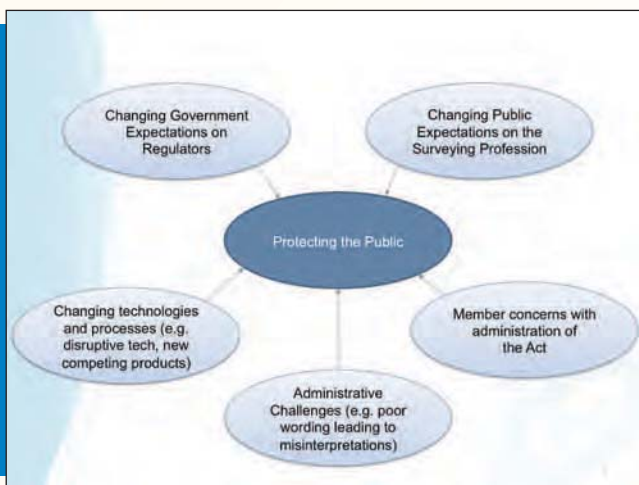 Changing Government
Expectations on
Regulators
Changing Public
Expectations on the
Surveying Profession
Protecting the Public
Changing technologies
and processes (e.g.
disruptive tech, new
competing products)
Member concerns with
administration of
the Act
Administrative
Challenges (e.g. poor
wording leading to
misinterpretations)